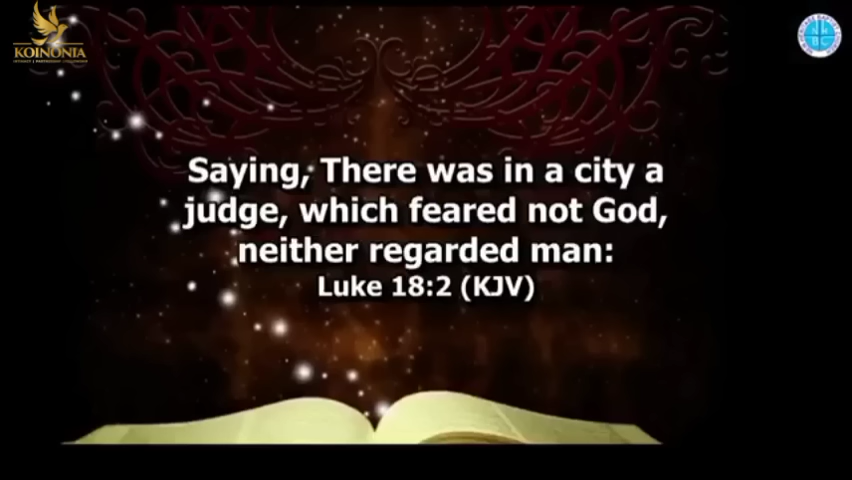 KOINONIA
Saying, There was in a city a
judge, which feared not God,
neither regarded man:
Luke 18:2 (KJV)